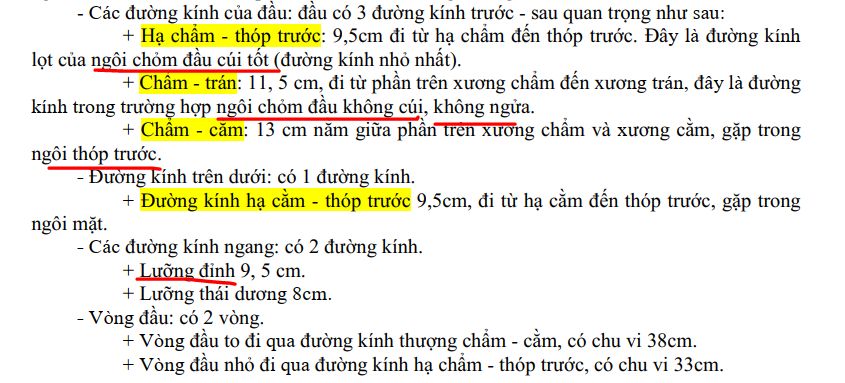 - Các đường kính của đầu: đầu có 3 đường kính trước - sau quan trọng như sau:
+ Hạ chẩm - thóp trước: 9,5cm đi từ hạ chẩm đến thóp trước. Đây là đường kính
lọt của ngôi chỏm đầu cúi tốt (đường kính nhỏ nhất).
+ Chẩm - trán: 11, 5 cm, đi từ phần trên xương chẩm đến xương trán, đây là đường
kính trong trường hợp ngôi chỏm đầu không cúi, không ngửa.
+ Chẩm - cằm: 13 cm năm giữa phần trên xương chẩm và xương cằm, gặp trong
ngôi thóp trước.
- Đường kính trên dưới: có 1 đường kính.
+ Đường kính hạ cằm - thóp trước 9,5cm, đi từ hạ cằm đến thóp trước, gặp trong
ngôi mặt.
- Các đường kính ngang: có 2 đường kính.
+ Lưỡng đỉnh 9, 5 cm.
+ Lưỡng thái dương 8cm.
- Vòng đầu: có 2 vòng.
+ Vòng đầu to đi qua đường kính thượng chẩm - cằm, có chu vi 38cm.
+ Vòng đầu nhỏ đi qua đường kính hạ chẩm - thóp trước, có chu vi 33cm.